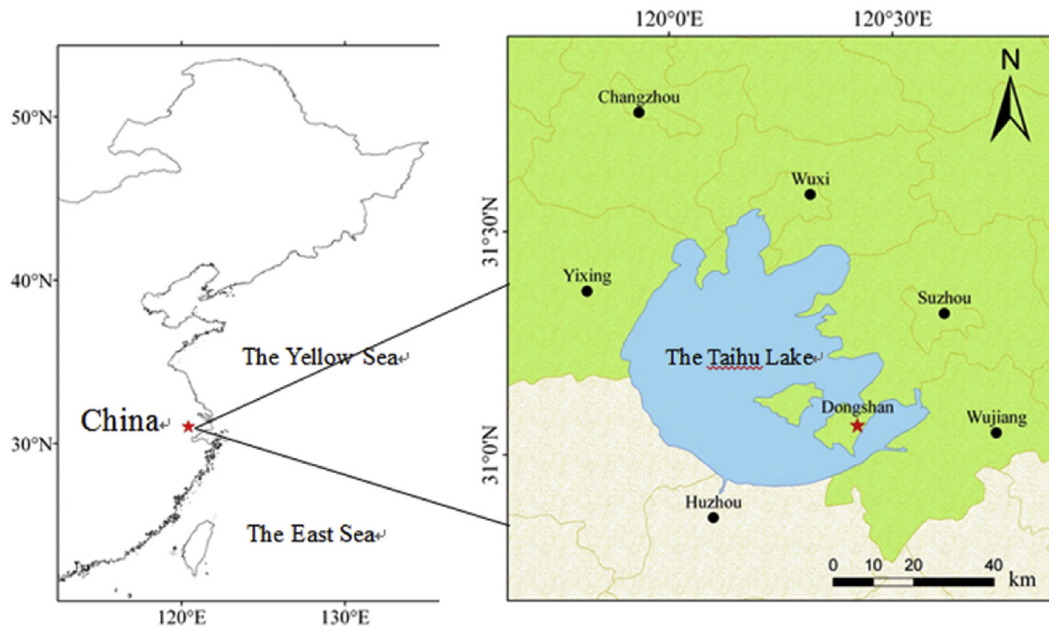 50°N
40°N
30°N
120°E
130°E
The Yellow Sea
China
The East Sea
120°0'E
120°30'E
31°30'N
31°0'N
N
Changzhou
Wuxi
Yixing
Suzhou
The Taihu Lake
Dongshan
Wujiang
Huzhou
0 10 20 40 km